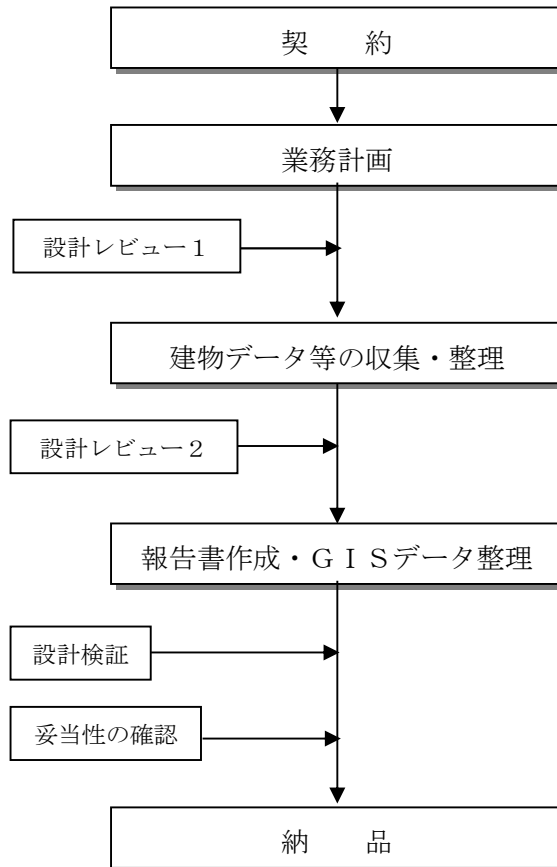 契　　約
業務計画
設計レビュー１
建物データ等の収集・整理
設計レビュー２
報告書作成・ＧＩＳデータ整理
設計検証
妥当性の確認
納　　品